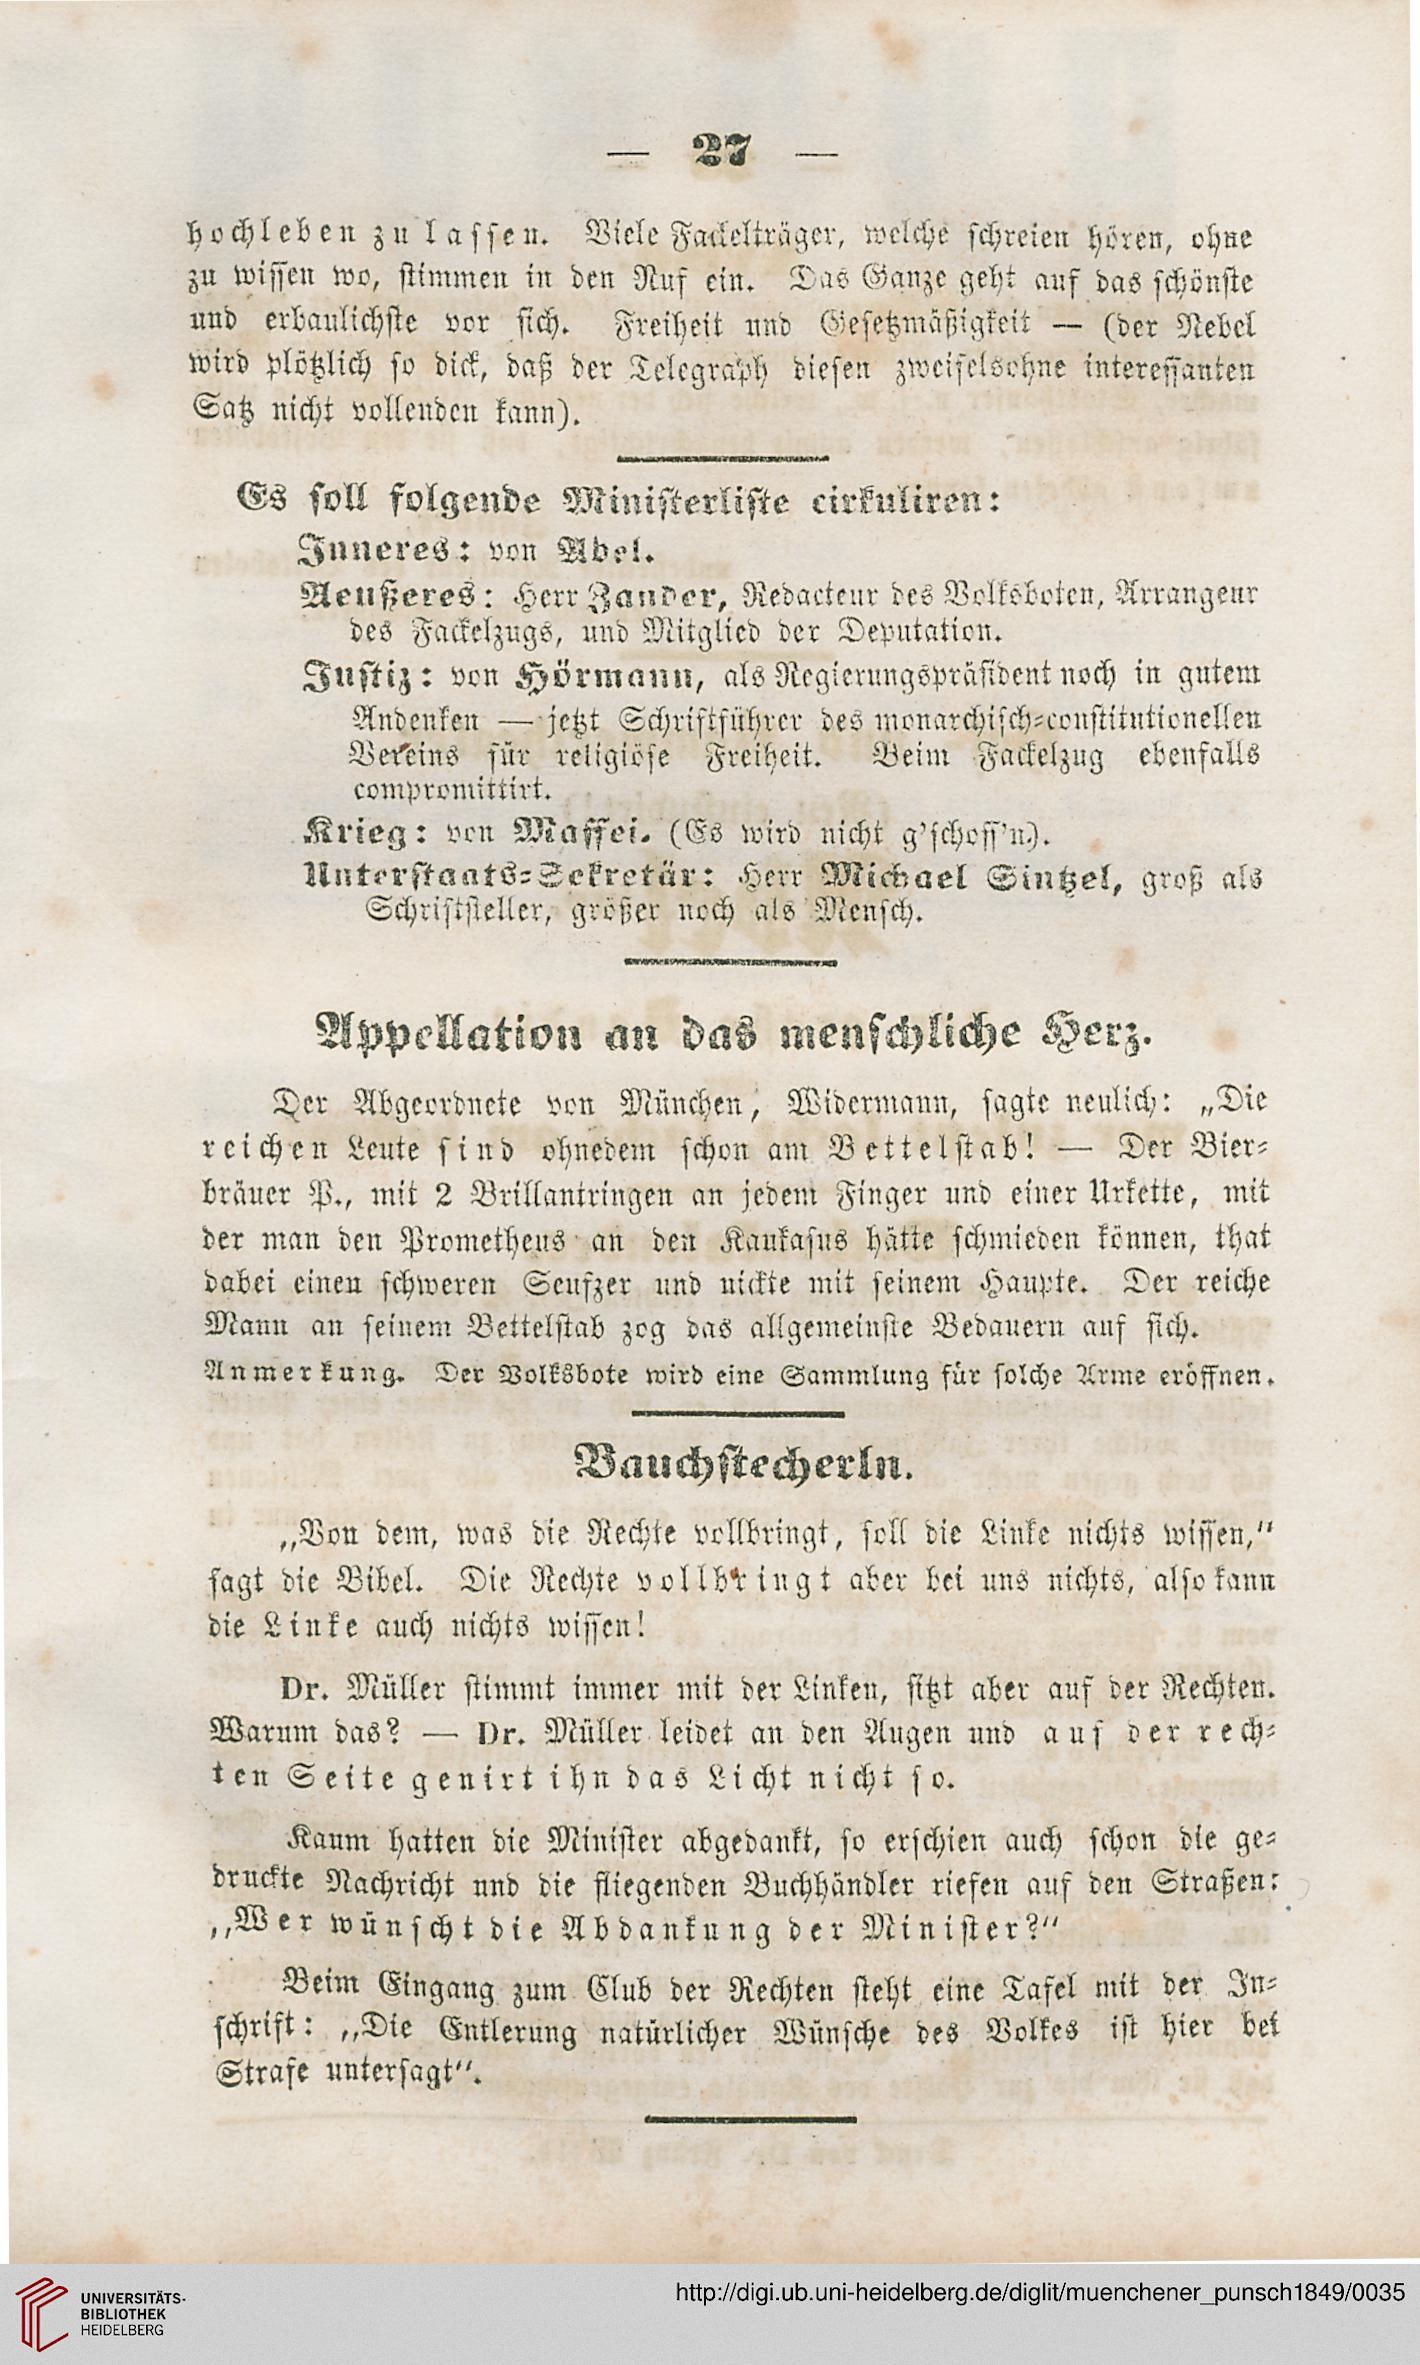 — 27 —
hochleben zu lassen. Viele Fackelträger, welche schreien hören, ohne
zu wissen wo, stimmen in den Ruf ein. Das Ganze geht auf das schönste
und erbaulichste vor sich. Freiheit und Gesetzmäßigkeit — (der Nebel
wird plötzlich so dick, daß der Telegraph diesen zweifelsohne interessanten
Satz nicht vollenden kann).
Es soll folgende Ministerliste cirkuliren:
Inneres: von Abel.
Aeußeres: Herr Zander, Redacteur des Volksboten, Arrangeur
des Fackelzugs, und Mitglied der Deputation.
Justiz: von Hörmann, als Regierungspräsident noch in gutem
Andenken — jetzt Schriftführer des monarchisch-constitutionellen
Vereins für religiöse Freiheit. Beim Fackelzug ebenfalls
compromittirt.
Krieg: von Maffei. (Es wird nicht g'schoss'n.).
Unterstaats-Sekretär: Herr Michael Sintzel, groß als
Schriftsteller, größer noch als Mensch.
Appellation an das menschliche Herz.
Der Abgeordnete von München, Widermann, sagte neulich: „Die
reichen Leute sind ohnedem schon am Bettelstab! — Der Bier-
bräuer P., mit 2 Brillantringen an jedem Finger und einer Urkette, mit
der man den Prometheus an den Kaukasus hätte schmieden können, that
dabei einen schweren Seufzer und nickte mit seinem Haupte. Der reiche
Mann an seinem Bettelstab zog das allgemeinste Bedauern auf sich.
Anmerkung. Der Volksbote wird eine Sammlung für solche Arme eröffnen.
Bauchstecherln.
„Von dem, was die Rechte vollbringt, soll die Linke nichts wissen,"
sagt die Bibel. Die Rechte vollbringt aber bei uns nichts, also kann
die Linke auch nichts wissen!
Dr. Müller stimmt immer mit der Linken, sitzt aber auf der Rechten.
Warum das? — Dr. Müller leidet an den Augen und auf der rech-
ten Seite genirt ihn das Licht nicht so.
Kaum hatten die Minister abgedankt, so erschien auch schon die ge-
druckte Nachricht und die fliegenden Buchhändler riefen auf den Straßen:
„Wer wünscht die Abdankung der Minister?"
Beim Eingang zum Club der Rechten steht eine Tafel mit der In-
schrift: „Die Entlerung natürlicher Wünsche des Volkes ist hier bei
Strafe untersagt".
UNIVERSITÄTS-
BIBLIOTHEK
HEIDELBERG
http://digi.ub.uni-heidelberg.de/diglit/muenchener_punsch1849/0035